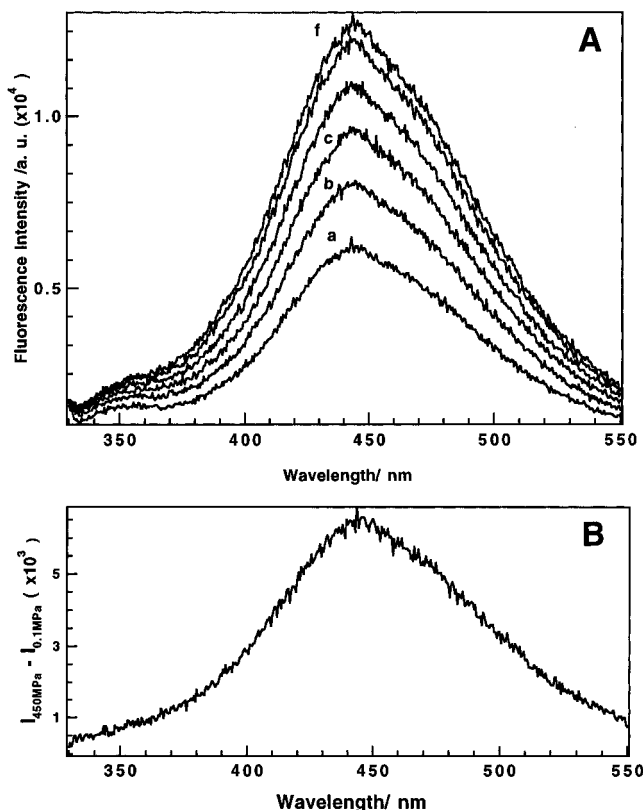 A
f
c
b
a
1.0
0.5
Fluorescence Intensity /a. u. (x10⁴)
350 400 450 500 550
Wavelength/ nm
B
5
3
1
I450MPa - I0.1MPa ( x10³)
350 400 450 500 550
Wavelength/ nm